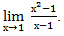 lim x→1 x²−1 / x−1 .